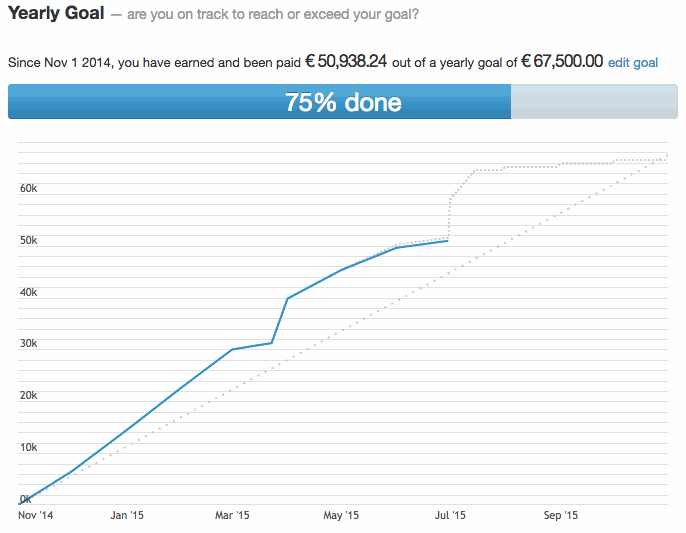 Yearly Goal — are you on track to reach or exceed your goal?
Since Nov 1 2014, you have earned and been paid € 50,938.24 out of a yearly goal of € 67,500.00 edit goal
75% done
60k
50k
40k
30k
20k
10k
0k
Nov '14 Jan '15 Mar '15 May '15 Jul '15 Sep '15